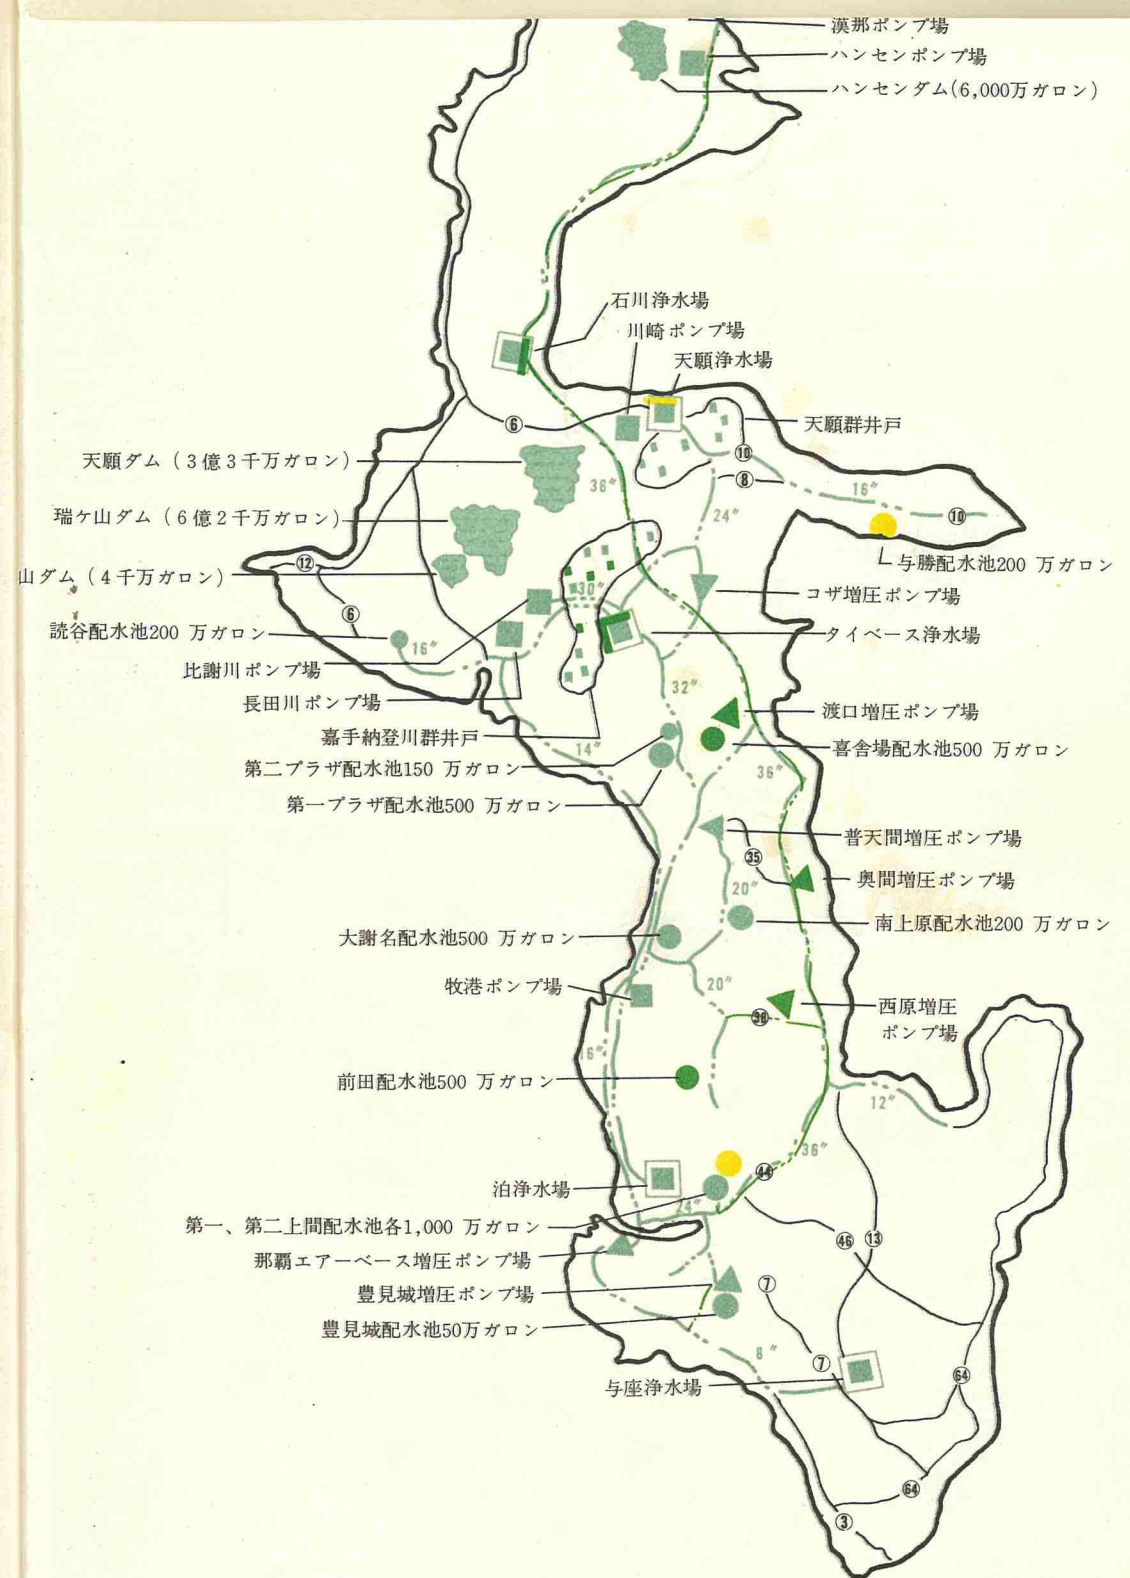 漢那ポンプ場
ハンセンポンプ場
ハンセンダム(6,000万ガロン)
石川浄水場
川崎ポンプ場
天願浄水場
⑥
天願群井戸
⑩
⑧
天願ダム (3億3千万ガロン)
36″
16″
⑩
24″
瑞ケ山ダム (6億2千万ガロン)
⑫
与勝配水池200 万ガロン
山ダム (4千万ガロン)
30″
コザ増圧ポンプ場
⑥
読谷配水池200 万ガロン
16″
タイベース浄水場
比謝川ポンプ場
32″
長田川ポンプ場
渡口増圧ポンプ場
嘉手納登川群井戸
14″
喜舎場配水池500 万ガロン
第二プラザ配水池150 万ガロン
36″
第一プラザ配水池500 万ガロン
普天間増圧ポンプ場
㉟
奥間増圧ポンプ場
20″
南上原配水池200 万ガロン
大謝名配水池500 万ガロン
牧港ポンプ場
20″
西原増圧
ポンプ場
㊳
6″
前田配水池500 万ガロン
12″
36″
㊹
泊浄水場
24″
第一、第二上間配水池各1,000 万ガロン
㊻
⑬
那覇エアーベース増圧ポンプ場
⑦
豊見城増圧ポンプ場
豊見城配水池50万ガロン
8″
⑦
64
与座浄水場
64
③